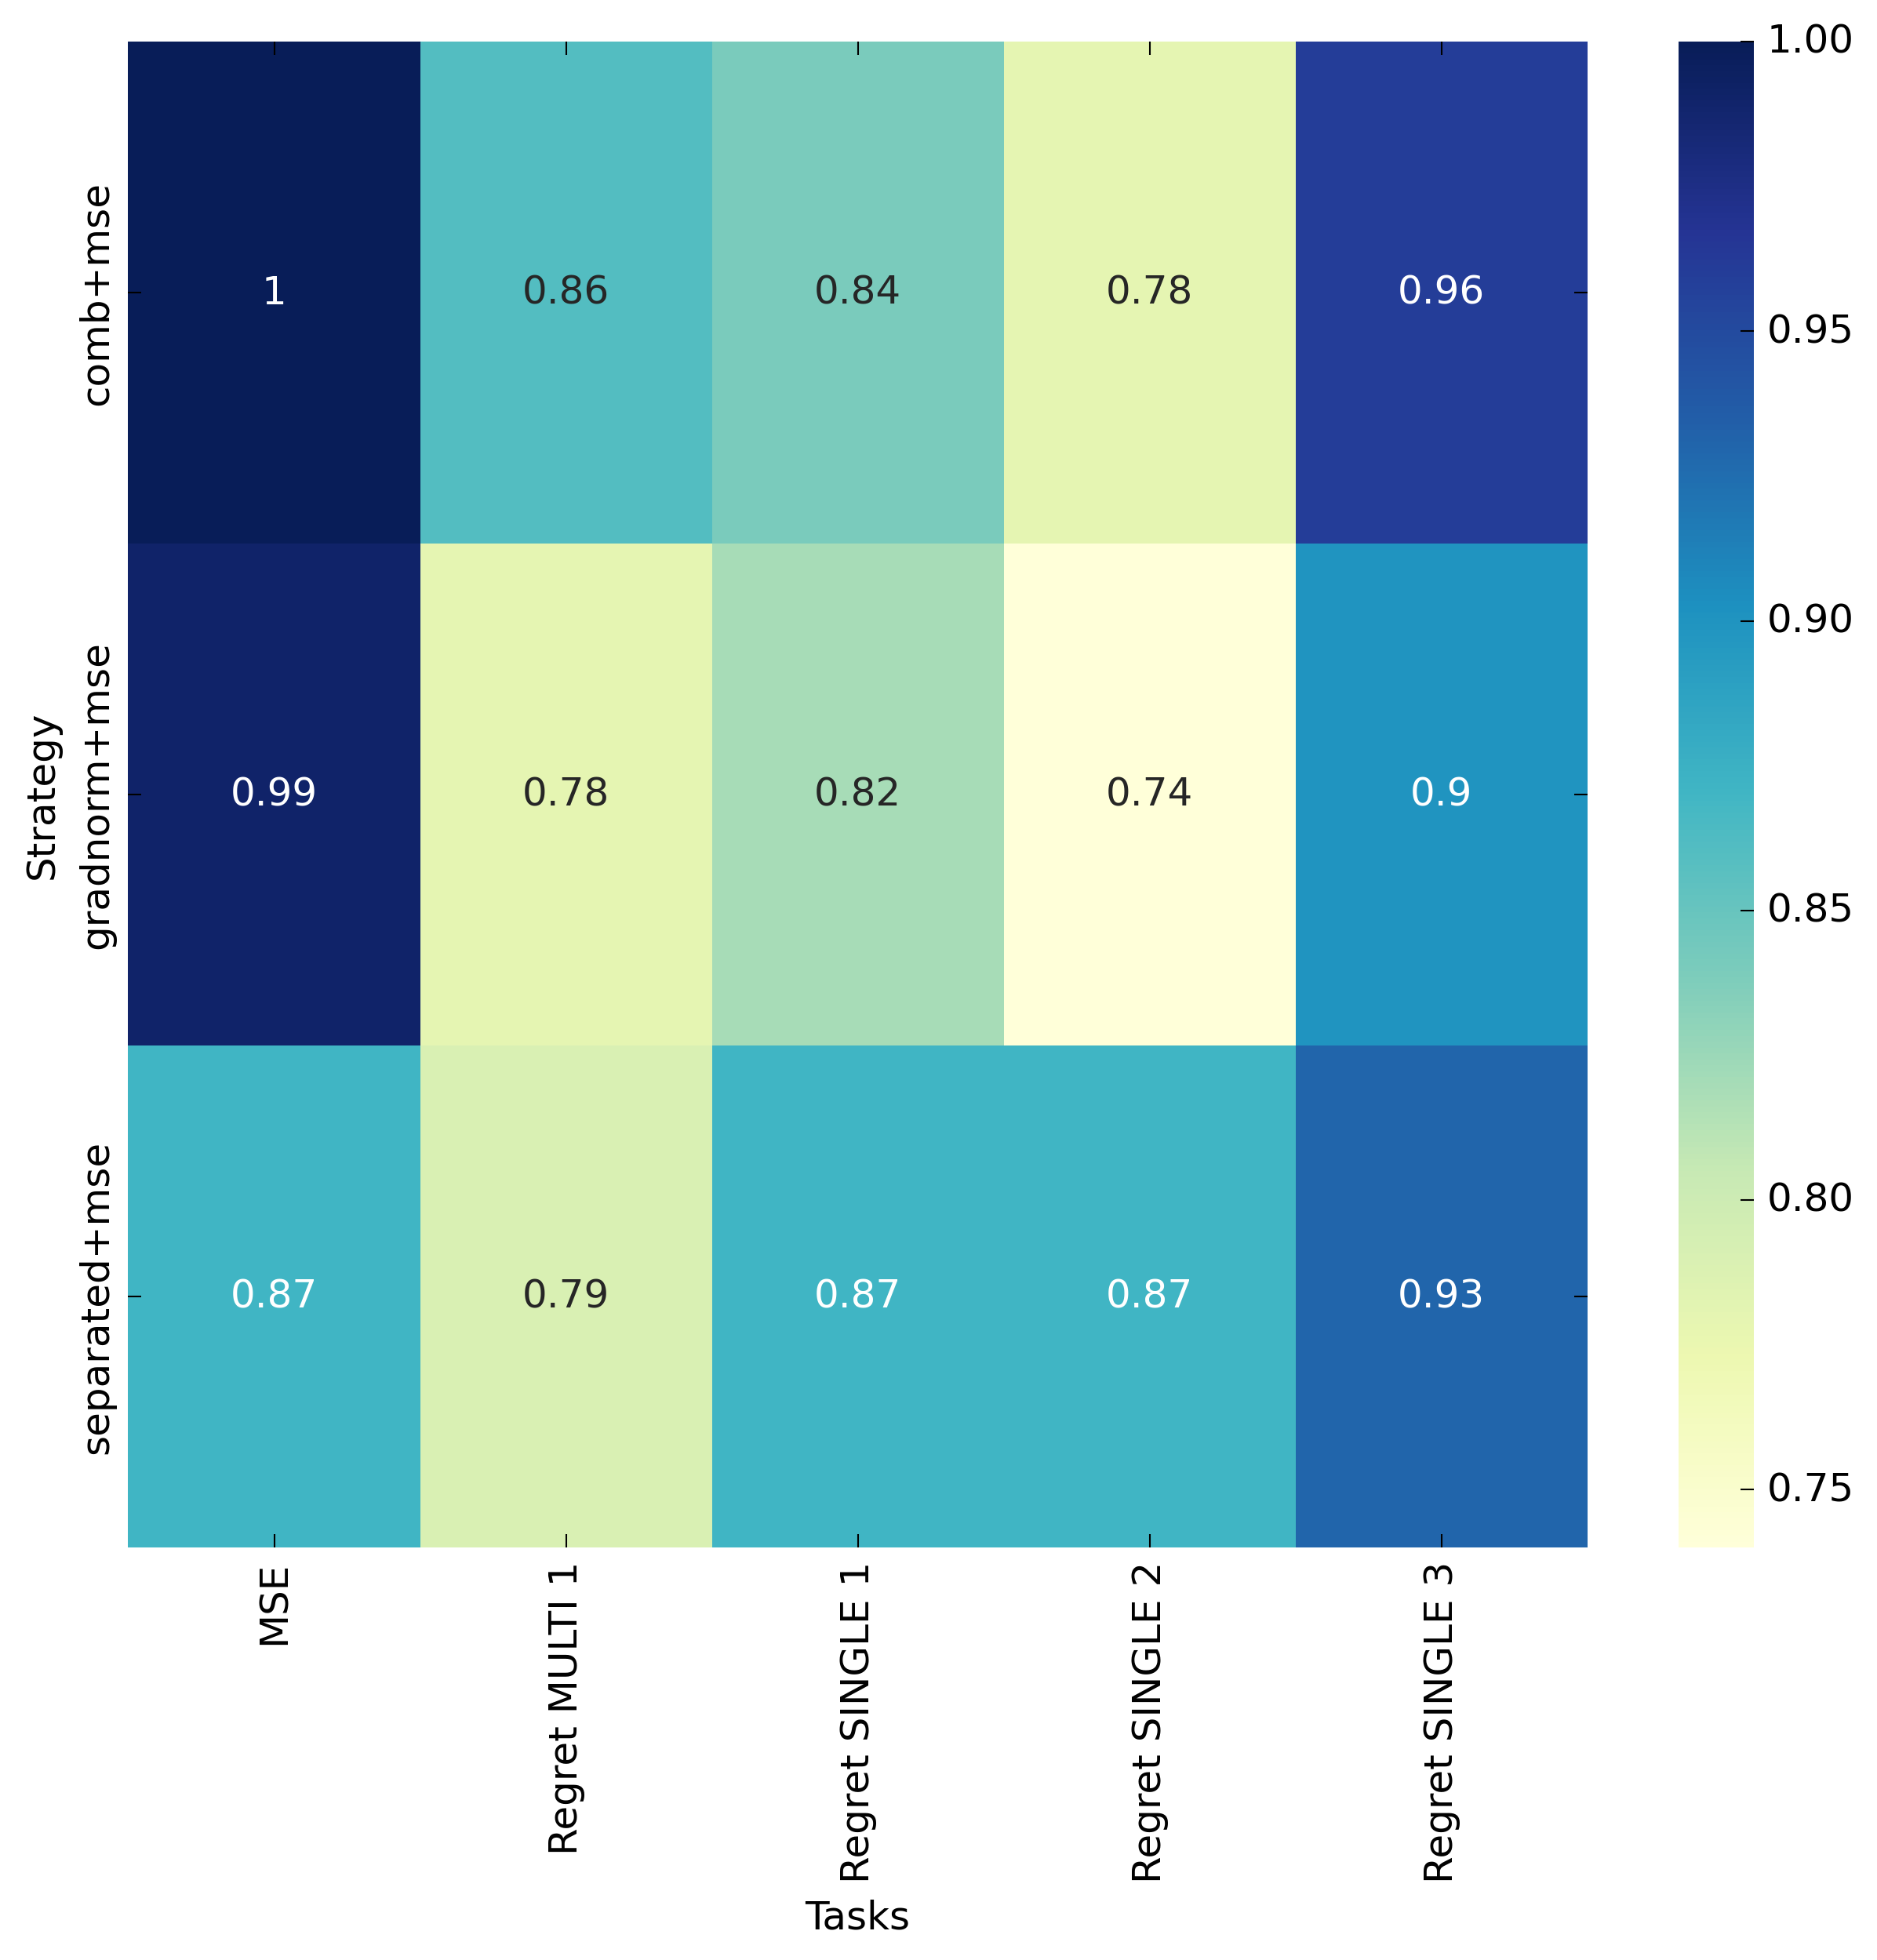 1.00
comb+mse
1 0.86 0.84 0.78 0.96
0.95
0.90
Strategy
gradnorm+mse
0.99 0.78 0.82 0.74 0.9
0.85
0.80
separated+mse
0.87 0.79 0.87 0.87 0.93
0.75
MSE
Regret MULTI 1
Regret SINGLE 1
Regret SINGLE 2
Regret SINGLE 3
Tasks